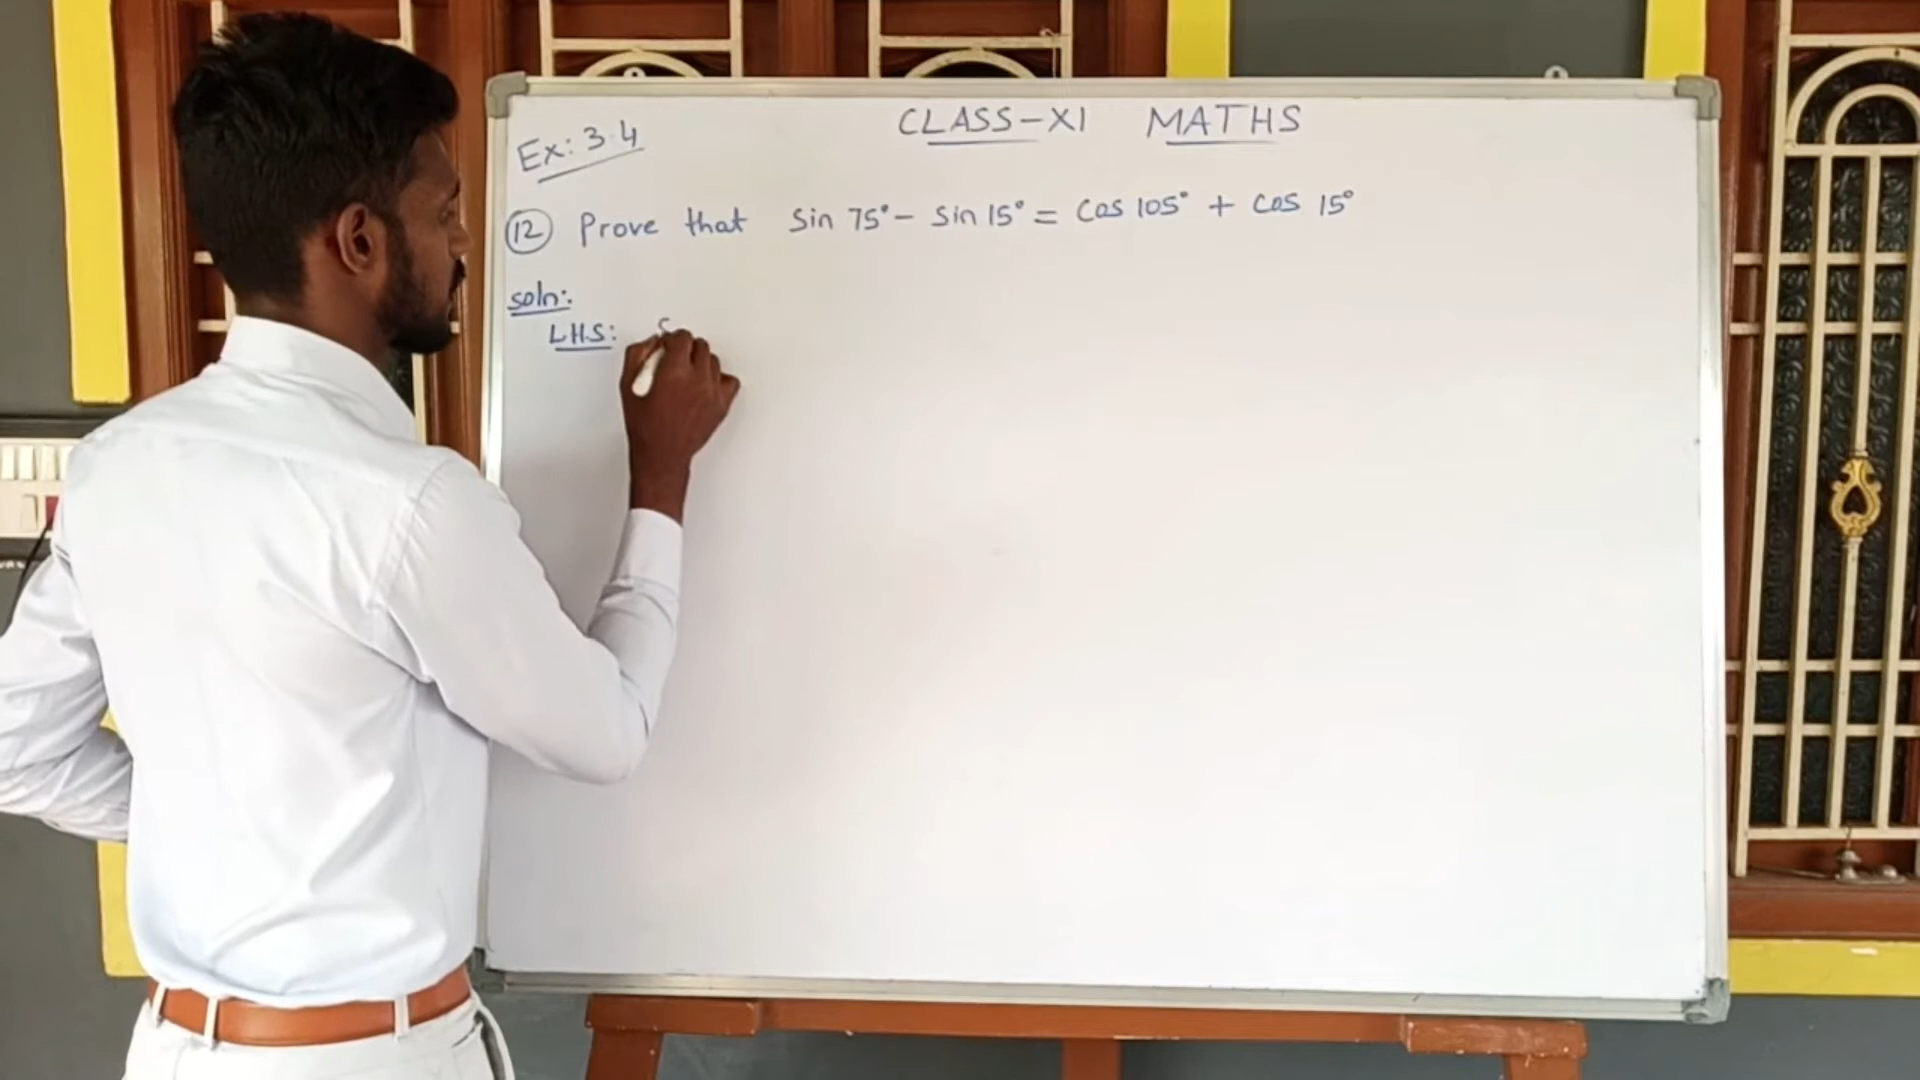 CLASS-XI MATHS
Ex: 3.4
12 Prove that Sin 75° - Sin 15° = Cos 105° + Cos 15°
Soln:
LHS: S